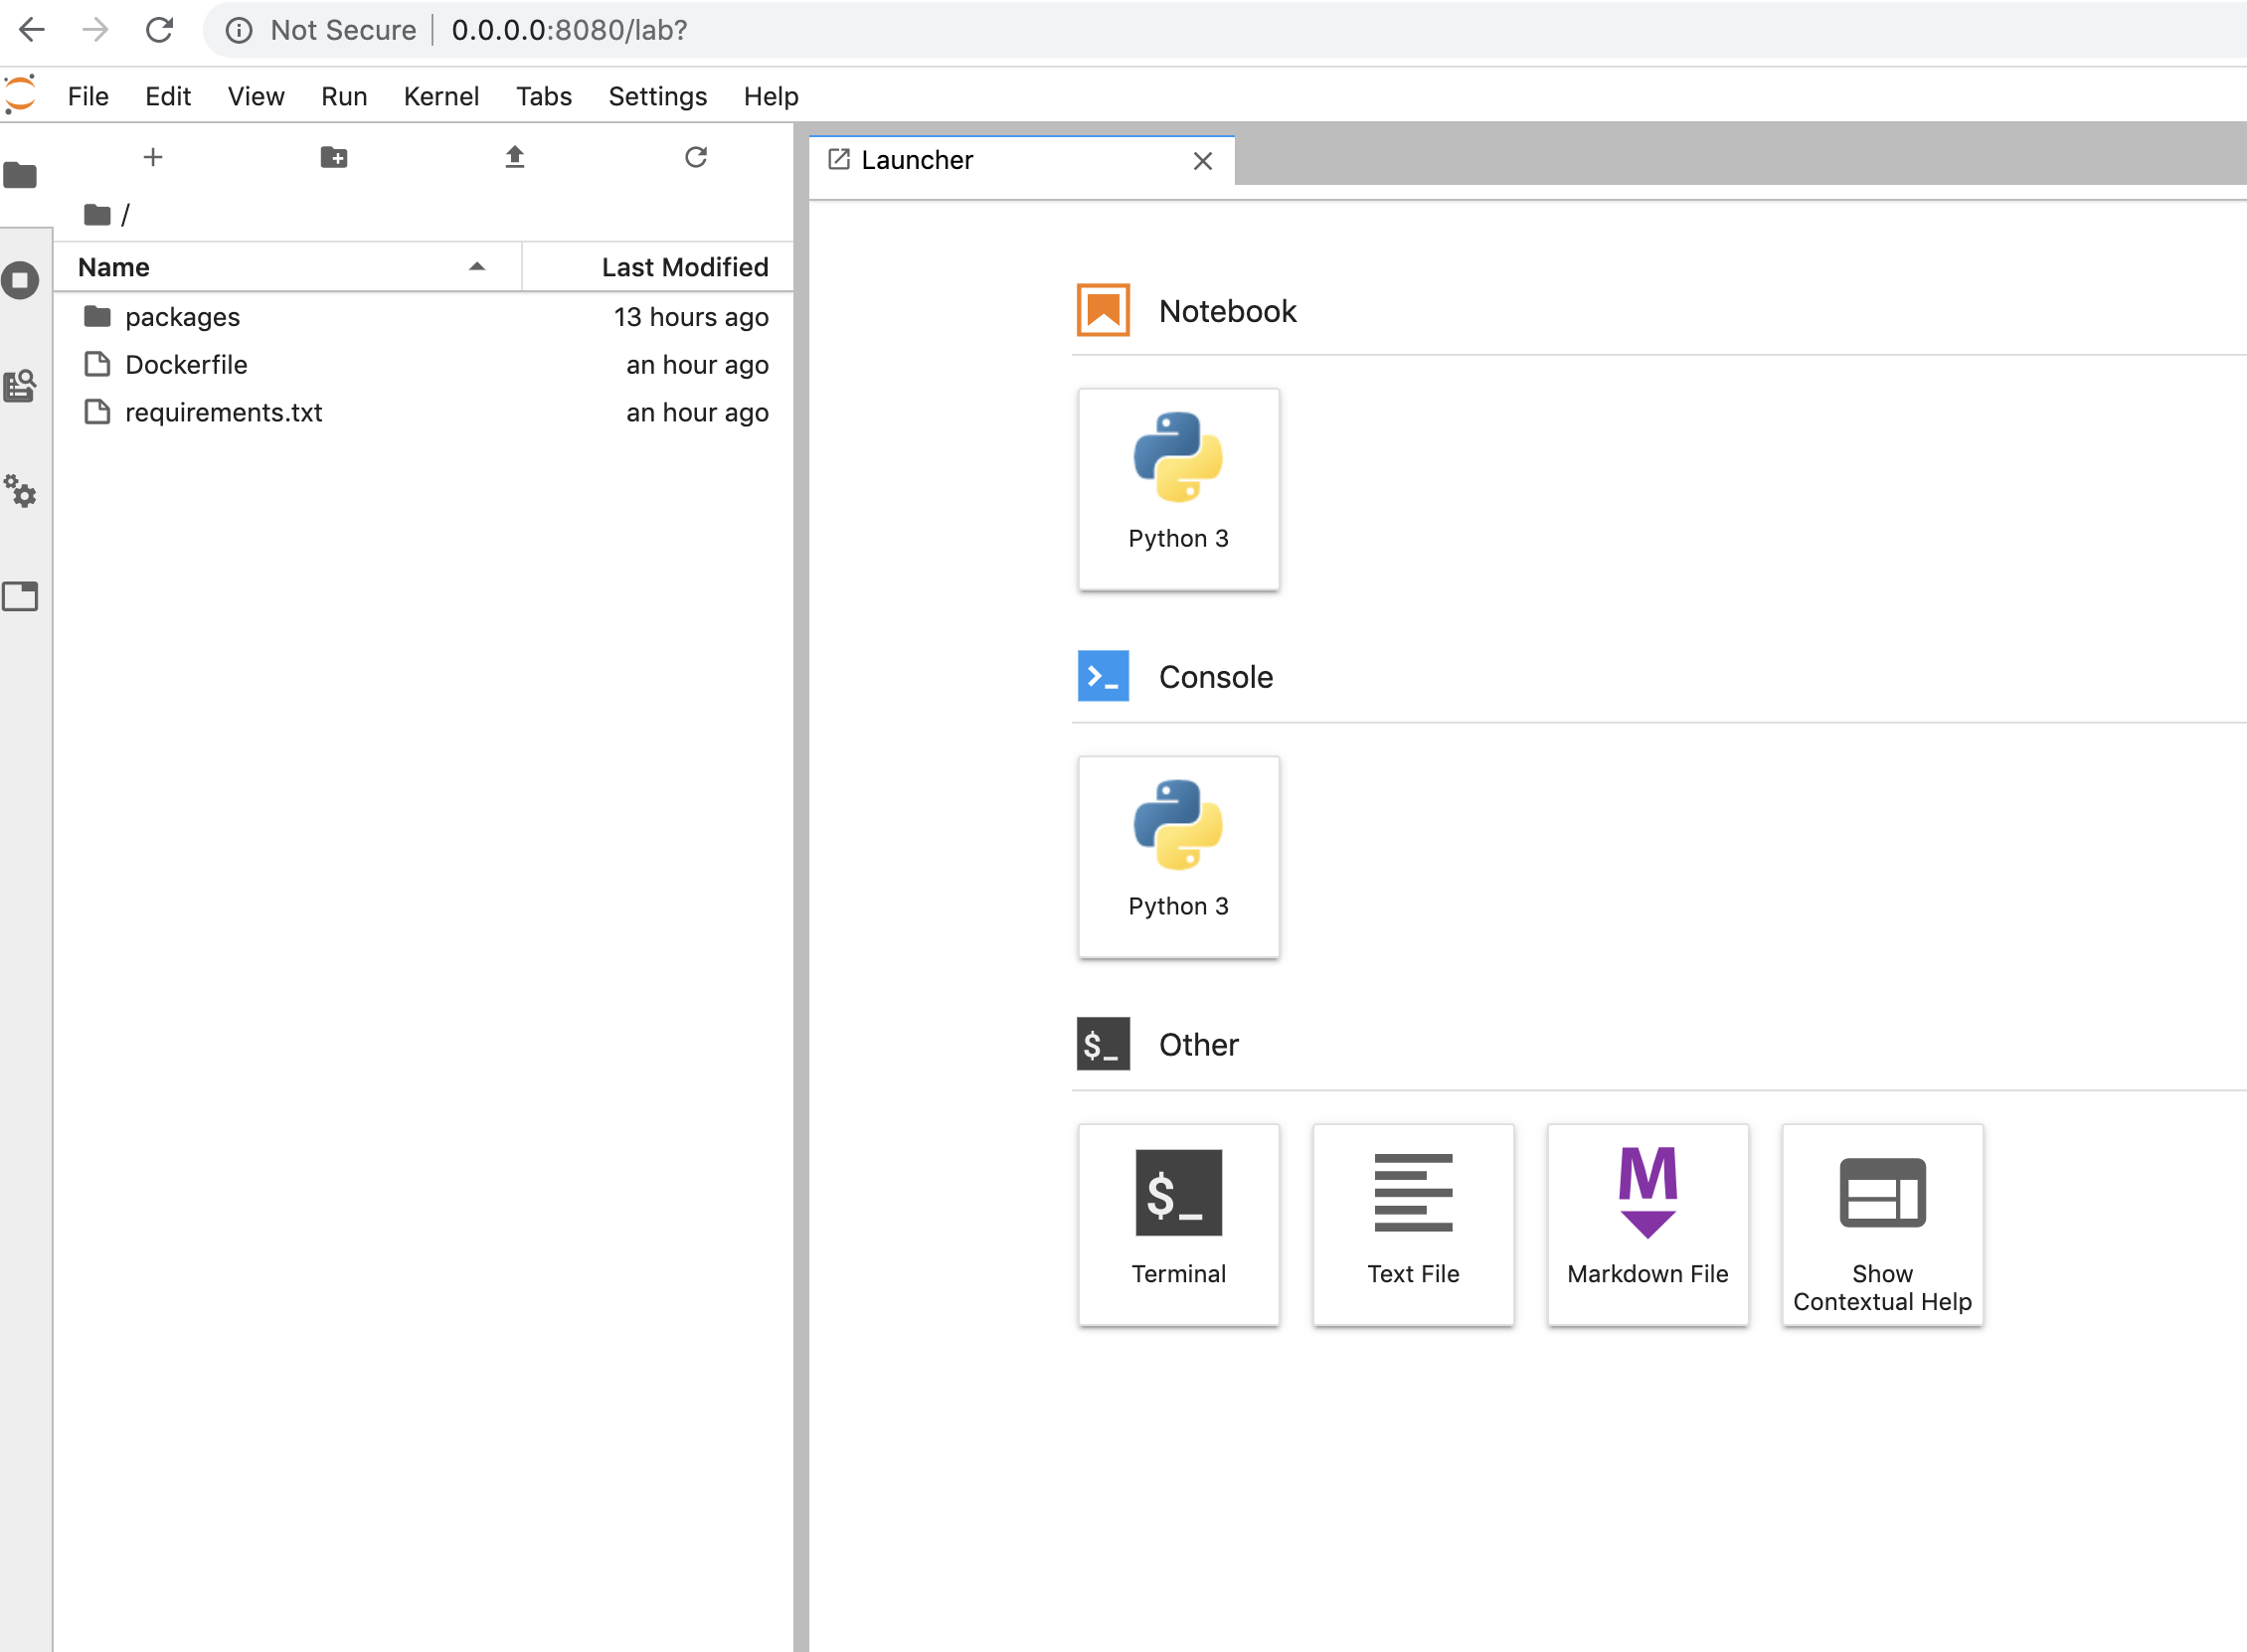 Not Secure 0.0.0.0:8080/lab?
File Edit View Run Kernel Tabs Settings Help
Launcher
/
Name Last Modified
packages 13 hours ago
Dockerfile an hour ago
requirements.txt an hour ago
Notebook
Python 3
>_ Console
Python 3
$_ Other
$_
Terminal
Text File
M
Markdown File
Show
Contextual Help